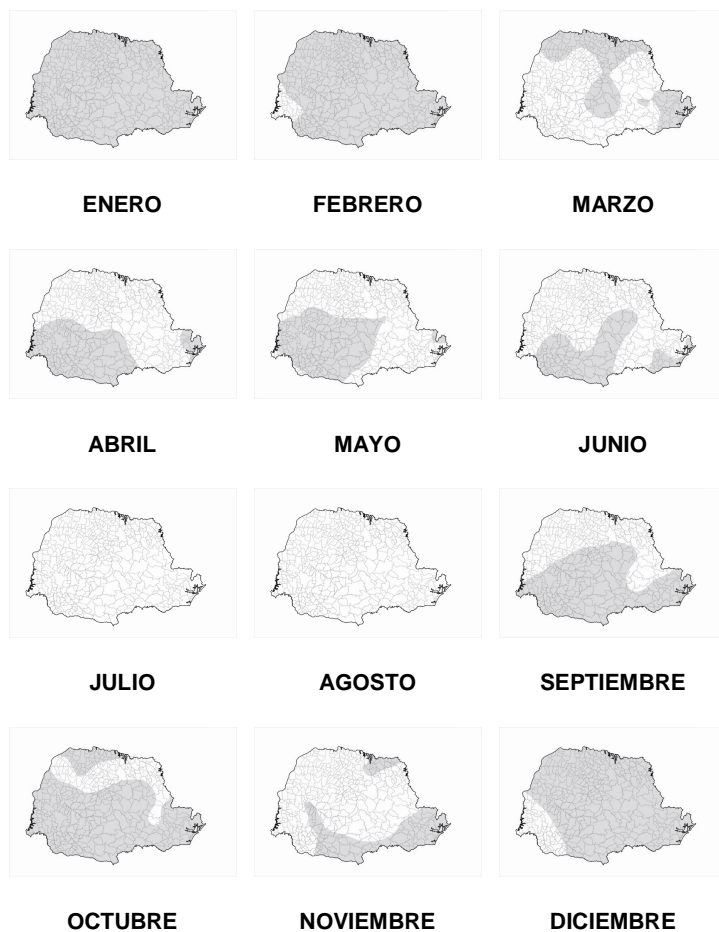 ENERO
FEBRERO
MARZO
ABRIL
MAYO
JUNIO
JULIO
AGOSTO
SEPTIEMBRE
OCTUBRE
NOVIEMBRE
DICIEMBRE